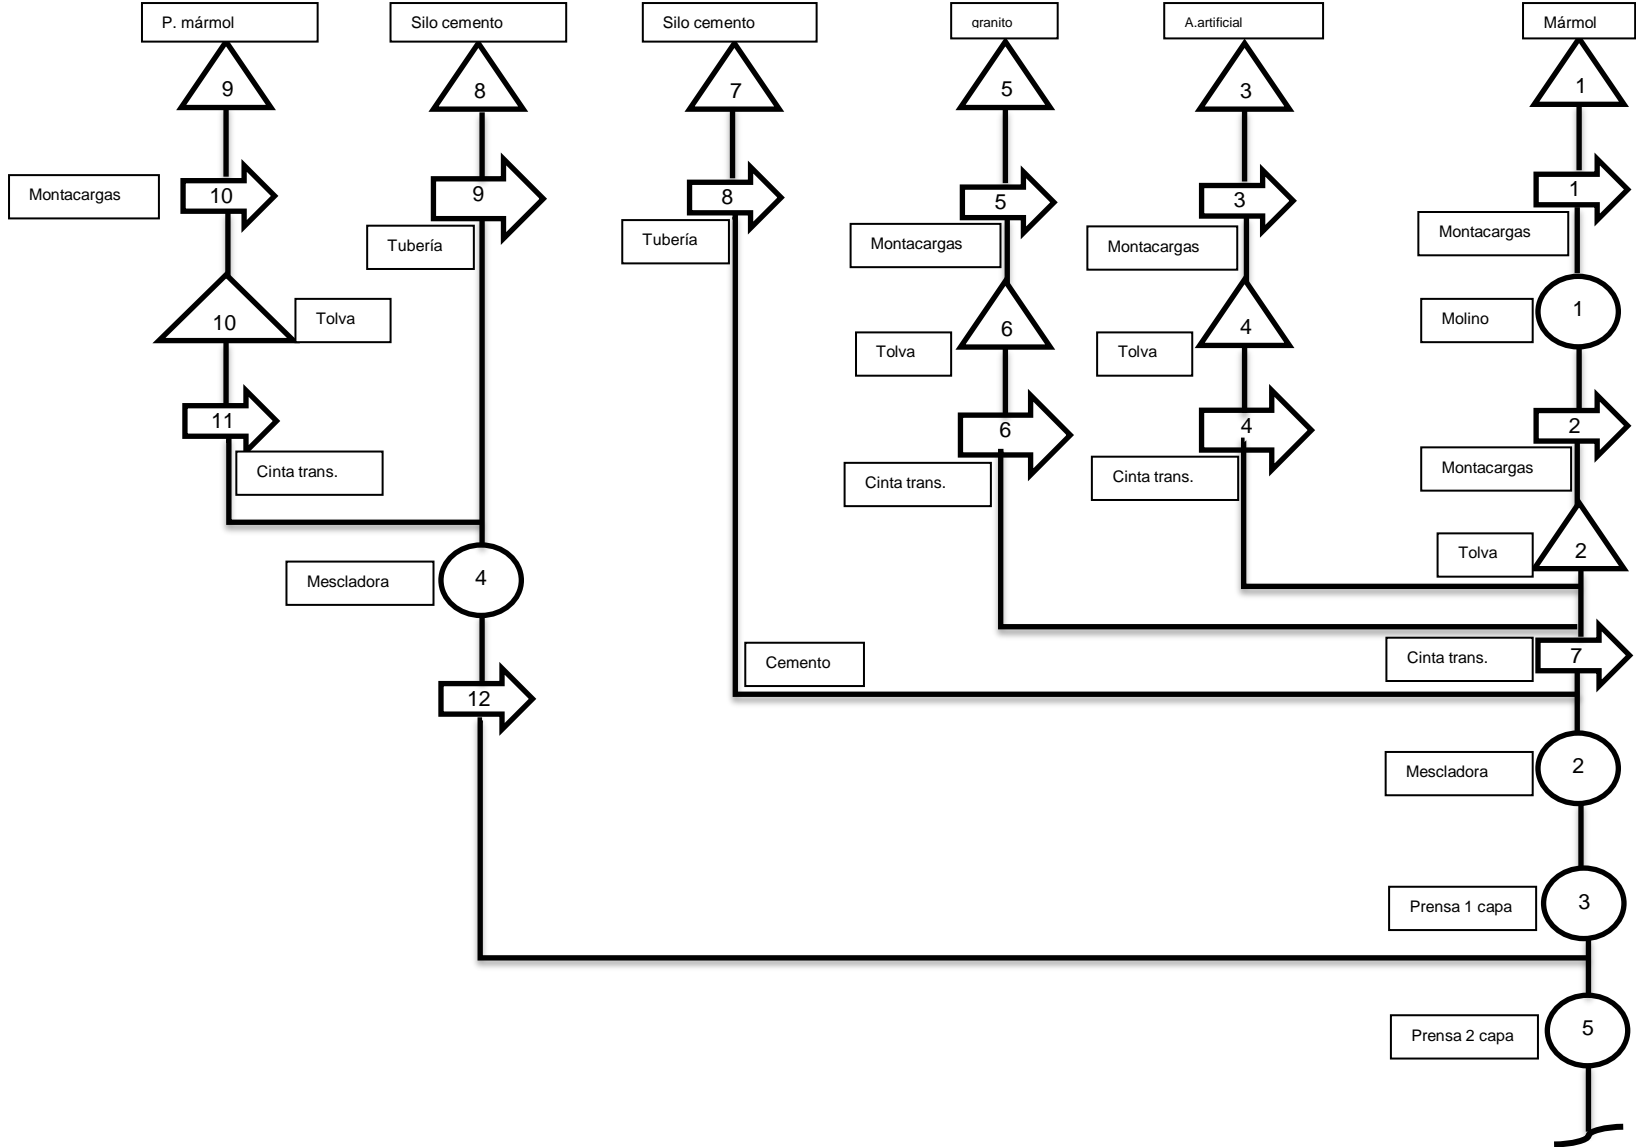 P. mármol
Silo cemento
Silo cemento
granito
A.artificial
Mármol
9
8
7
5
3
1
Montacargas
10
9
8
5
3
1
Tubería
Tubería
Montacargas
Montacargas
Montacargas
10
Tolva
6
4
Molino
1
Tolva
Tolva
11
6
4
2
Cinta trans.
Cinta trans.
Cinta trans.
Montacargas
Tolva
2
Mescladora
4
Cemento
Cinta trans.
7
12
Mescladora
2
Prensa 1 capa
3
Prensa 2 capa
5